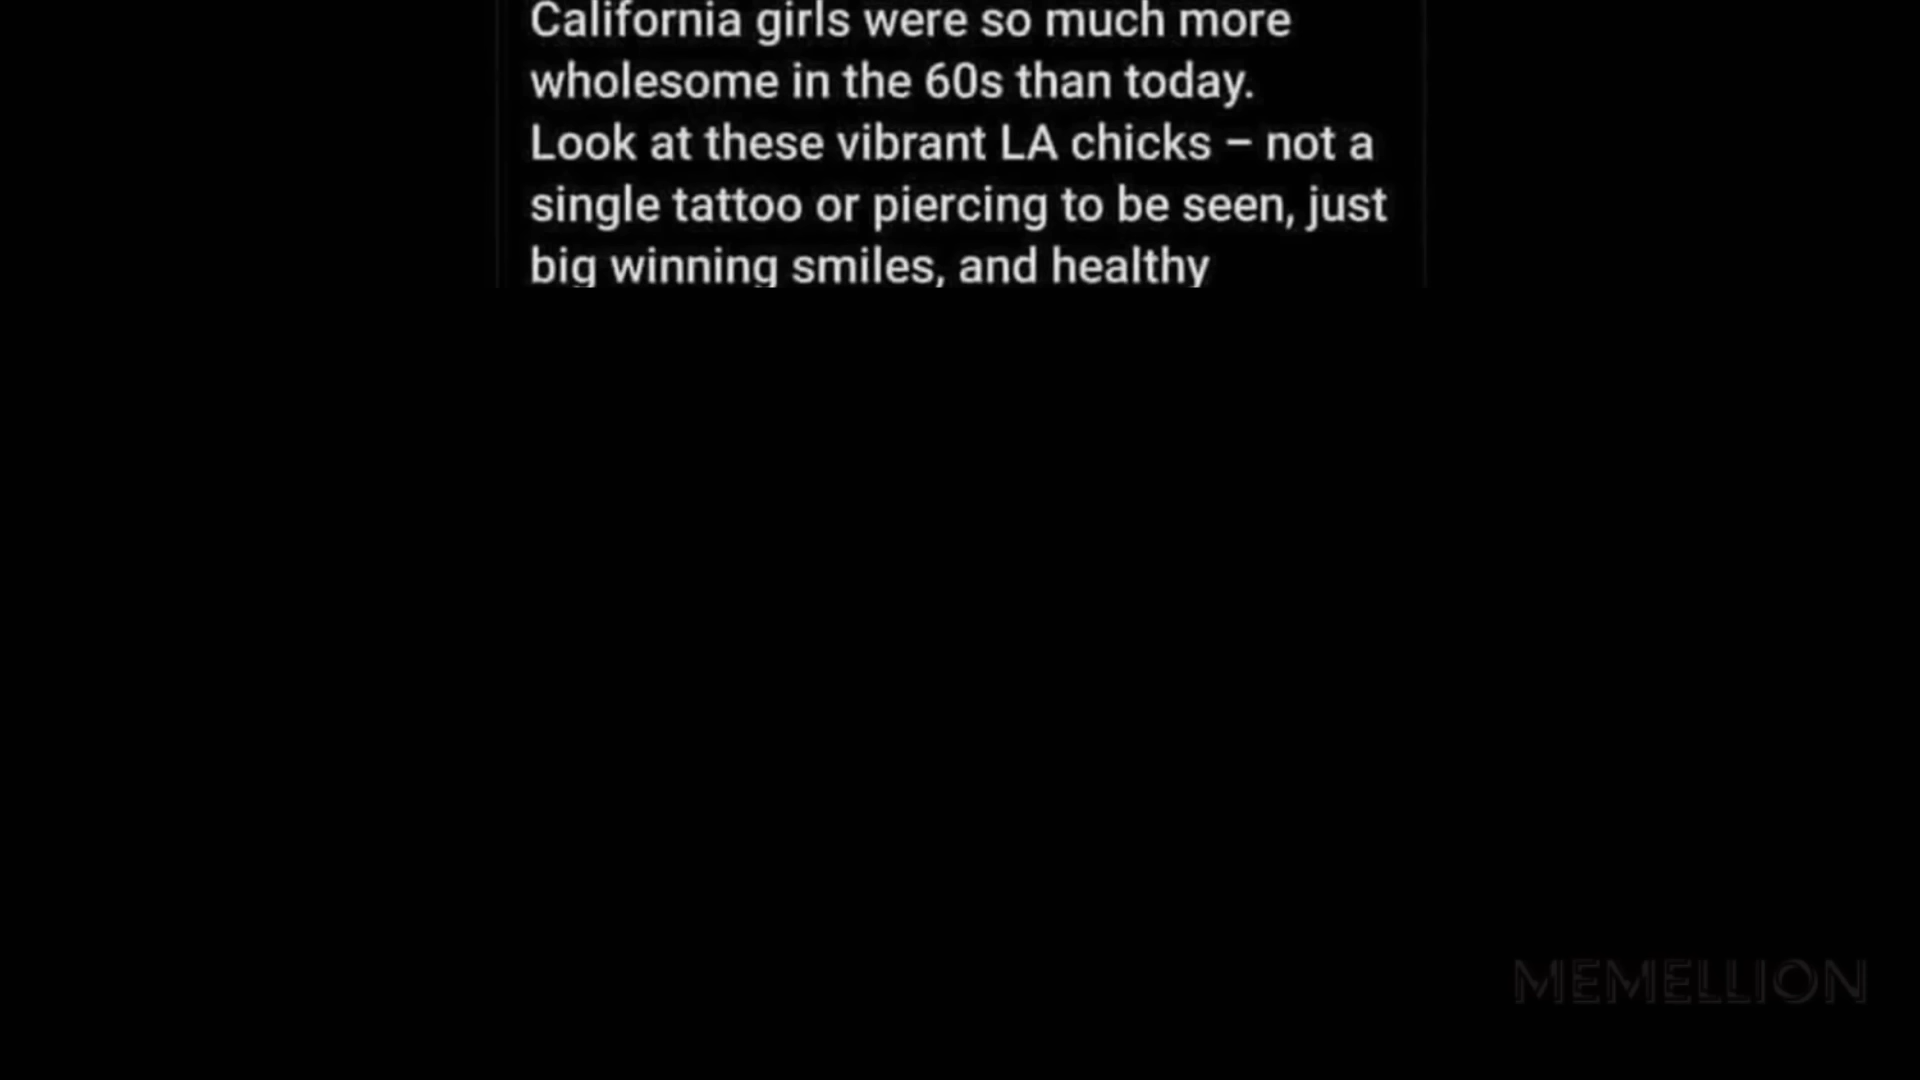 California girls were so much more
wholesome in the 60s than today.
Look at these vibrant LA chicks – not a
single tattoo or piercing to be seen, just
big winning smiles, and healthy
MEMELLION